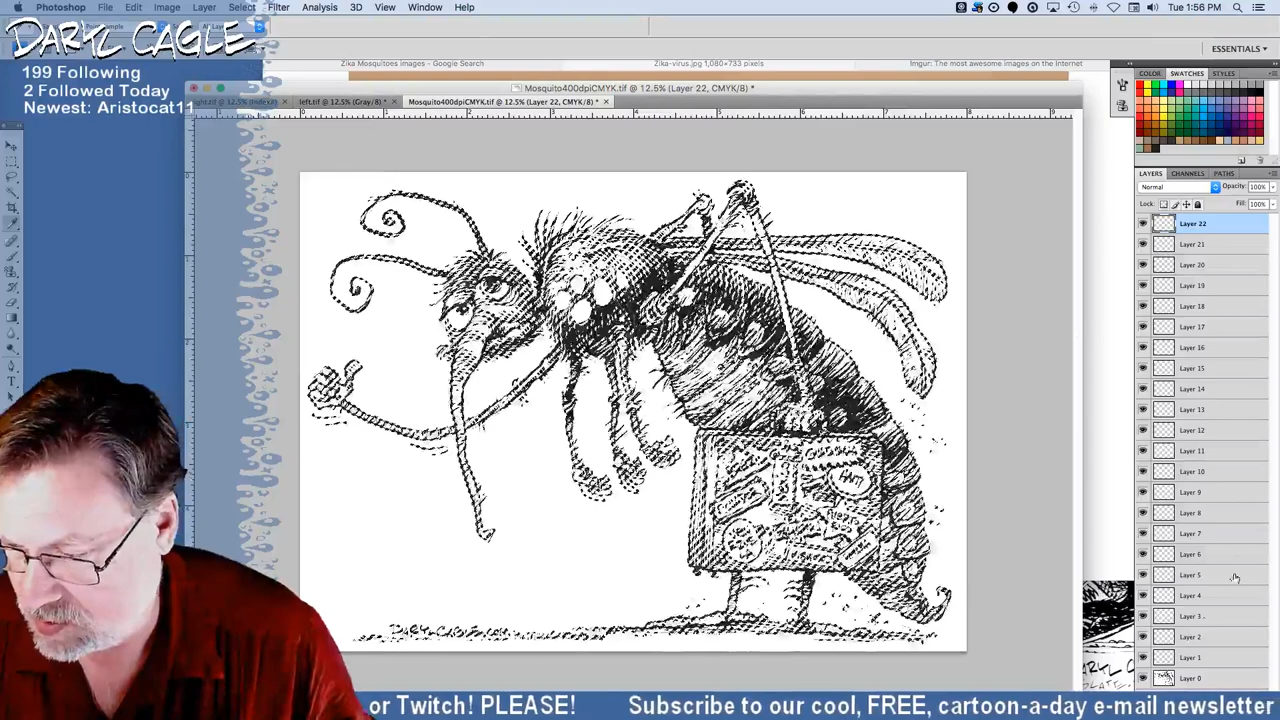 Photoshop File Edit Image Layer Select Filter Analysis 3D View Window Help
Tue 1:56 PM
DARYL CAGLE
199 Following
2 Followed Today
Newest: Aristocat11
ESSENTIALS
Zika Mosquitoes images - Google Search
Zika-virus.jpg 1,080×733 pixels
Imgur: The most awesome images on the Internet
Mosquito400dpiCMYK.tif @ 12.5% (Layer 22, CMYK/8) *
left.tif @ 12.5% (Gray/8) *
Mosquito400dpiCMYK.tif @ 12.5% (Layer 22, CMYK/8) *
COLOR SWATCHES STYLES
LAYERS CHANNELS PATHS
Normal Opacity: 100%
Lock: Fill: 100%
Layer 22
Layer 21
Layer 20
Layer 19
Layer 18
Layer 17
Layer 16
Layer 15
Layer 14
Layer 13
Layer 12
Layer 11
Layer 10
Layer 9
Layer 8
Layer 7
Layer 6
Layer 5
Layer 4
Layer 3
Layer 2
Layer 1
Layer 0
HAITI
DARYL CAGLE
or Twitch! PLEASE! Subscribe to our cool, FREE, cartoon-a-day e-mail newsletter